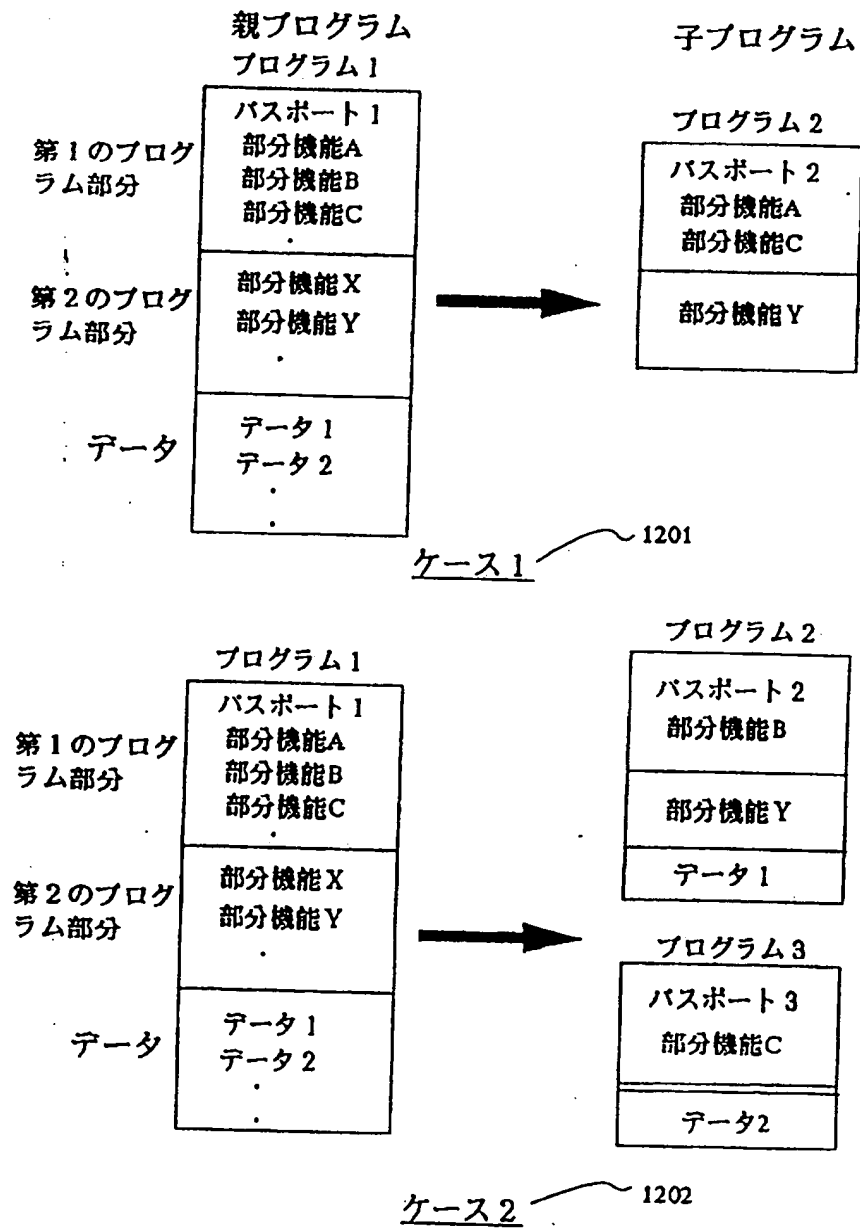 親プログラム
プログラム1
パスポート1
部分機能A
部分機能B
部分機能C
部分機能X
部分機能Y
データ1
データ2
第1のプログ
ラム部分
第2のプログ
ラム部分
データ
子プログラム
プログラム2
パスポート2
部分機能A
部分機能C
部分機能Y
ケース1
1201
プログラム1
パスポート1
部分機能A
部分機能B
部分機能C
部分機能X
部分機能Y
データ1
データ2
第1のプログ
ラム部分
第2のプログ
ラム部分
データ
プログラム2
パスポート2
部分機能B
部分機能Y
データ1
プログラム3
パスポート3
部分機能C
データ2
ケース2
1202